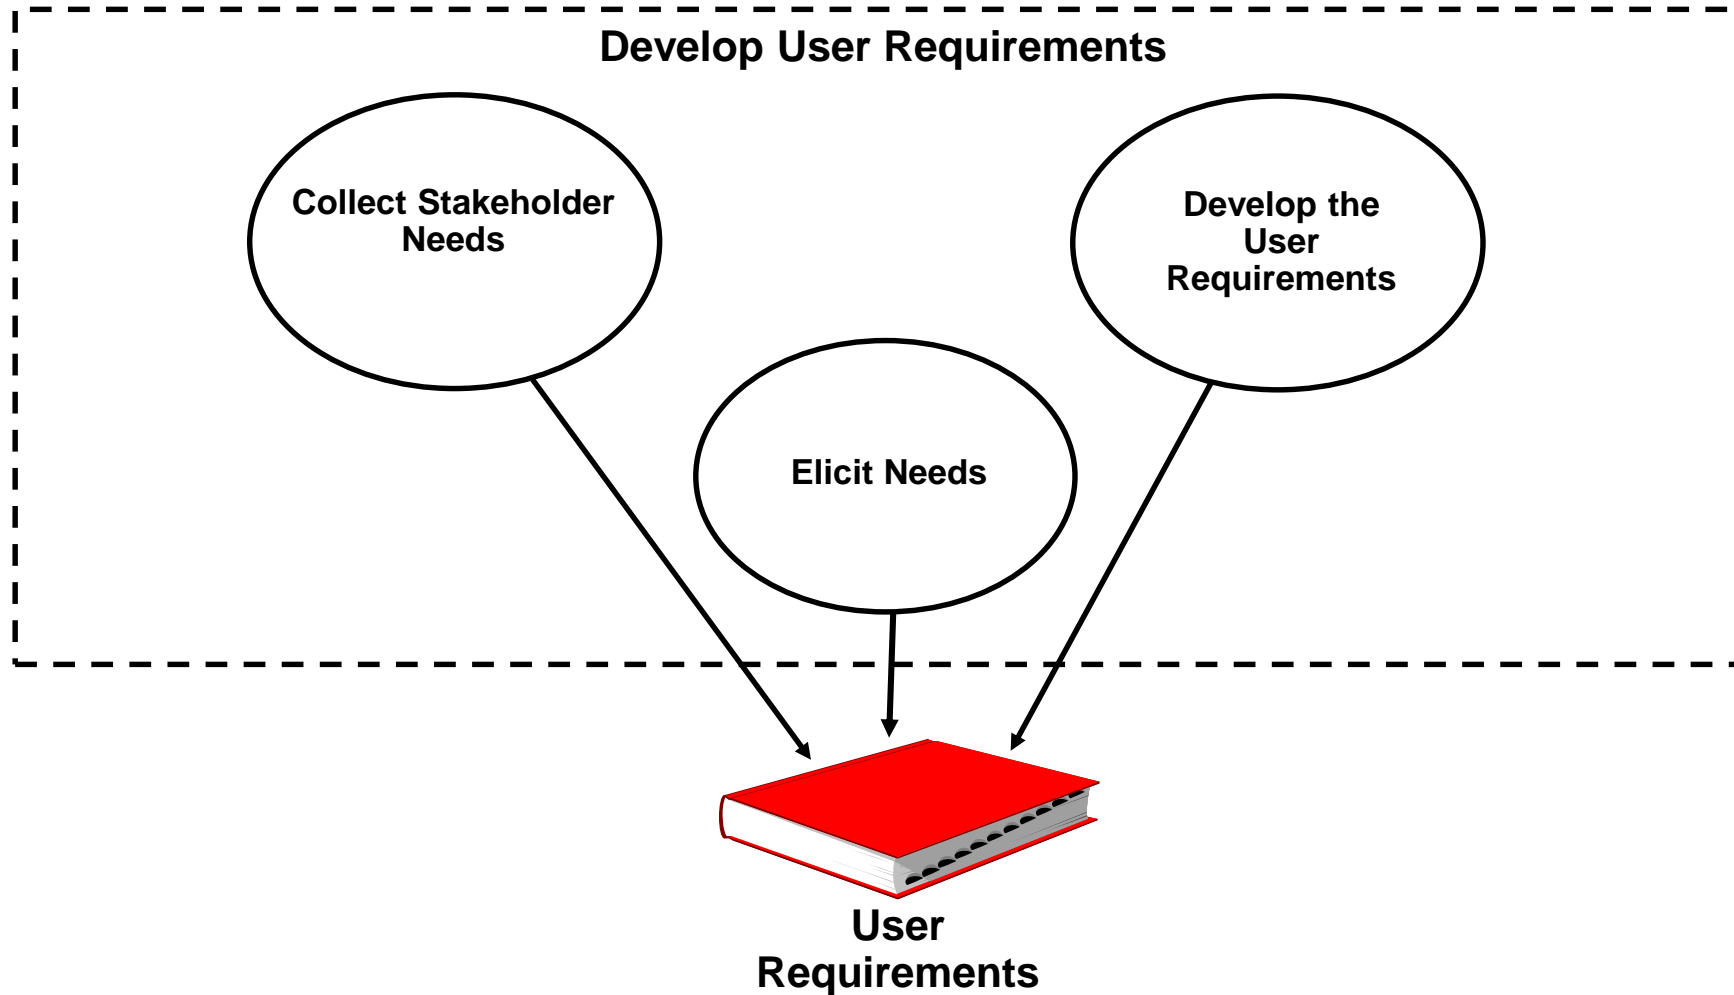 Develop User Requirements
Collect Stakeholder
Needs
Develop the
User
Requirements
Elicit Needs
User
Requirements